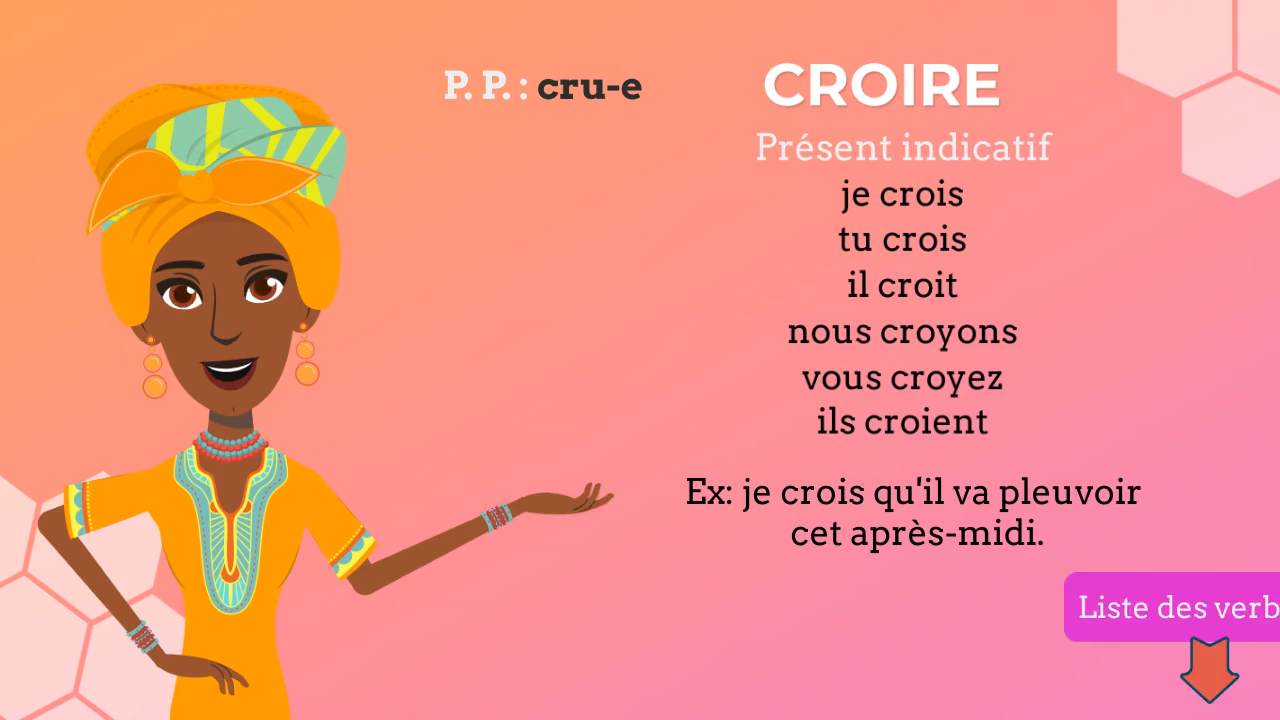 P. P. : cru-e
CROIRE
Présent indicatif
je crois
tu crois
il croit
nous croyons
vous croyez
ils croient
Ex: je crois qu'il va pleuvoir
cet après-midi.
Liste des verb